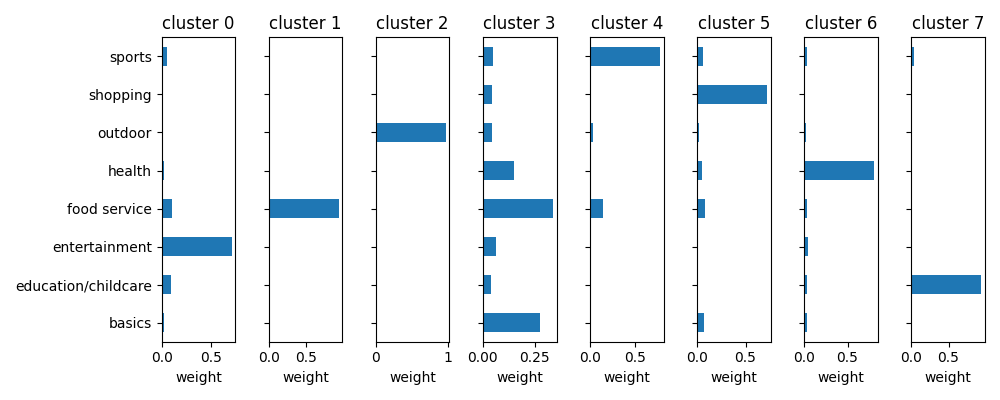 cluster 0 cluster 1 cluster 2 cluster 3 cluster 4 cluster 5 cluster 6 cluster 7
sports
shopping
outdoor
health
food service
entertainment
education/childcare
basics
0.0 0.5 0.0 0.5 0 1 0.00 0.25 0.0 0.5 0.0 0.5 0.0 0.5 0.0 0.5
weight weight weight weight weight weight weight weight